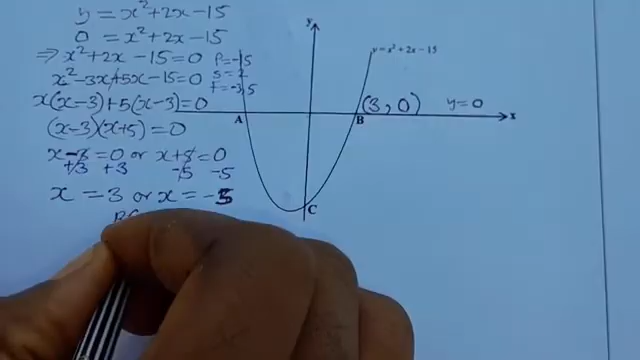 y = x²+2x-15
0 = x²+2x-15
⇒ x²+2x-15=0 P=-15
x²-3x+5x-15=0 S=2
x(x-3)+5(x-3)=0 F=-3,5
(x-3)(x+5)=0
x-3=0 or x+5=0
+3 +3 -5 -5
x = 3 or x = -5
y
y = x² + 2x - 15
(3, 0) y=0
A B x
C